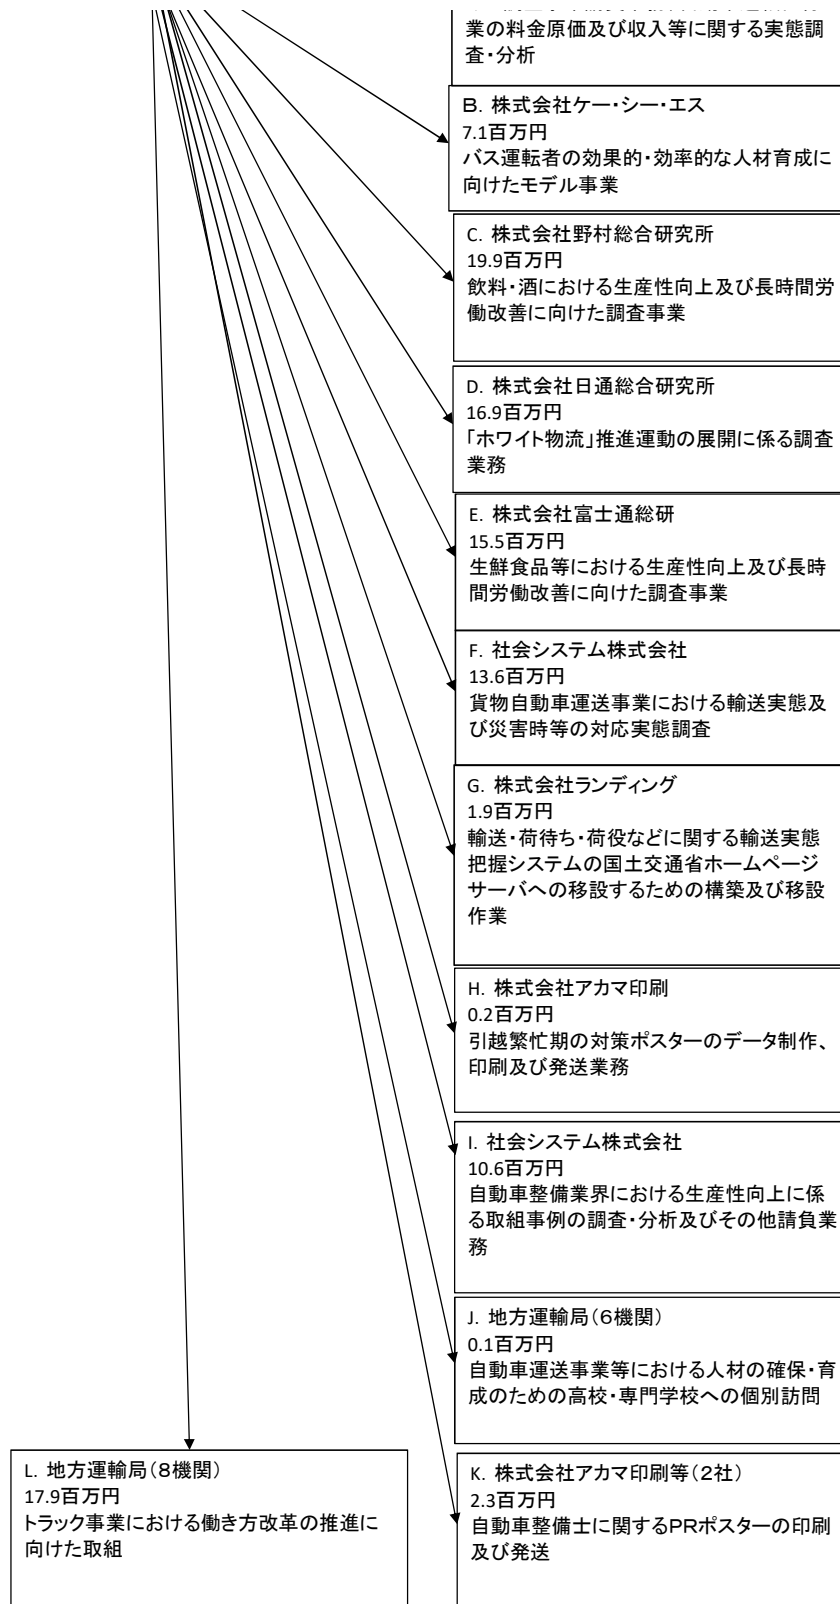 業の料金原価及び収入等に関する実態調
査・分析
B. 株式会社ケー・シー・エス
7.1百万円
バス運転者の効果的・効率的な人材育成に
向けたモデル事業
C. 株式会社野村総合研究所
19.9百万円
飲料・酒における生産性向上及び長時間労
働改善に向けた調査事業
D. 株式会社日通総合研究所
16.9百万円
「ホワイト物流」推進運動の展開に係る調査
業務
E. 株式会社富士通総研
15.5百万円
生鮮食品等における生産性向上及び長時
間労働改善に向けた調査事業
F. 社会システム株式会社
13.6百万円
貨物自動車運送事業における輸送実態及
び災害時等の対応実態調査
G. 株式会社ランディング
1.9百万円
輸送・荷待ち・荷役などに関する輸送実態
把握システムの国土交通省ホームページ
サーバへの移設するための構築及び移設
作業
H. 株式会社アカマ印刷
0.2百万円
引越繁忙期の対策ポスターのデータ制作、
印刷及び発送業務
I. 社会システム株式会社
10.6百万円
自動車整備業界における生産性向上に係
る取組事例の調査・分析及びその他請負業
務
J. 地方運輸局（６機関）
0.1百万円
自動車運送事業等における人材の確保・育
成のための高校・専門学校への個別訪問
L. 地方運輸局（８機関）
17.9百万円
トラック事業における働き方改革の推進に
向けた取組
K. 株式会社アカマ印刷等（２社）
2.3百万円
自動車整備士に関するPRポスターの印刷
及び発送